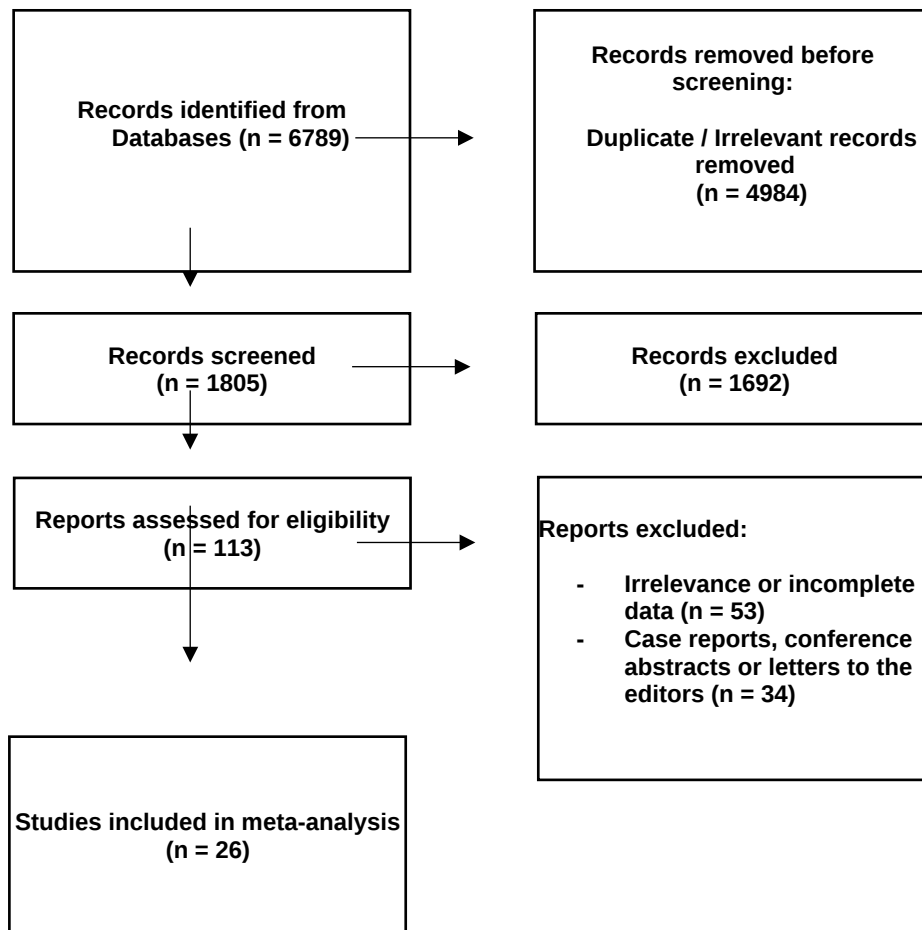 Records identified from
Databases (n = 6789)
Records removed before
screening:
Duplicate / Irrelevant records
removed
(n = 4984)
Records screened
(n = 1805)
Records excluded
(n = 1692)
Reports assessed for eligibility
(n = 113)
Reports excluded:
- Irrelevance or incomplete
data (n = 53)
- Case reports, conference
abstracts or letters to the
editors (n = 34)
Studies included in meta-analysis
(n = 26)